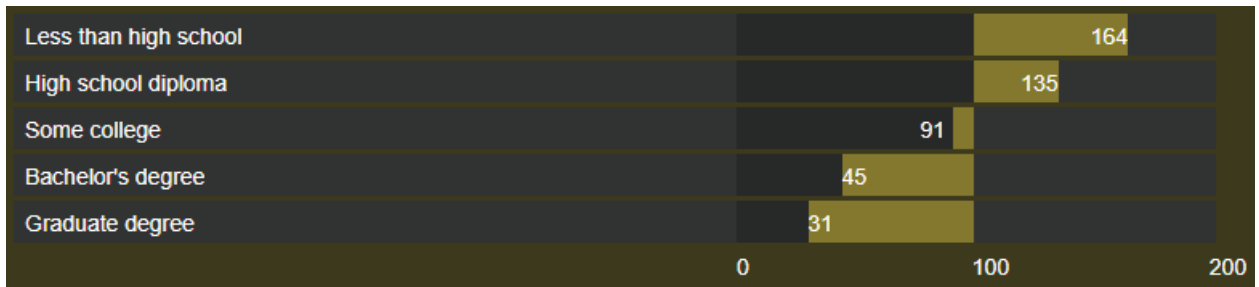 Less than high school 164
High school diploma 135
Some college 91
Bachelor's degree 45
Graduate degree 31
0 100 200